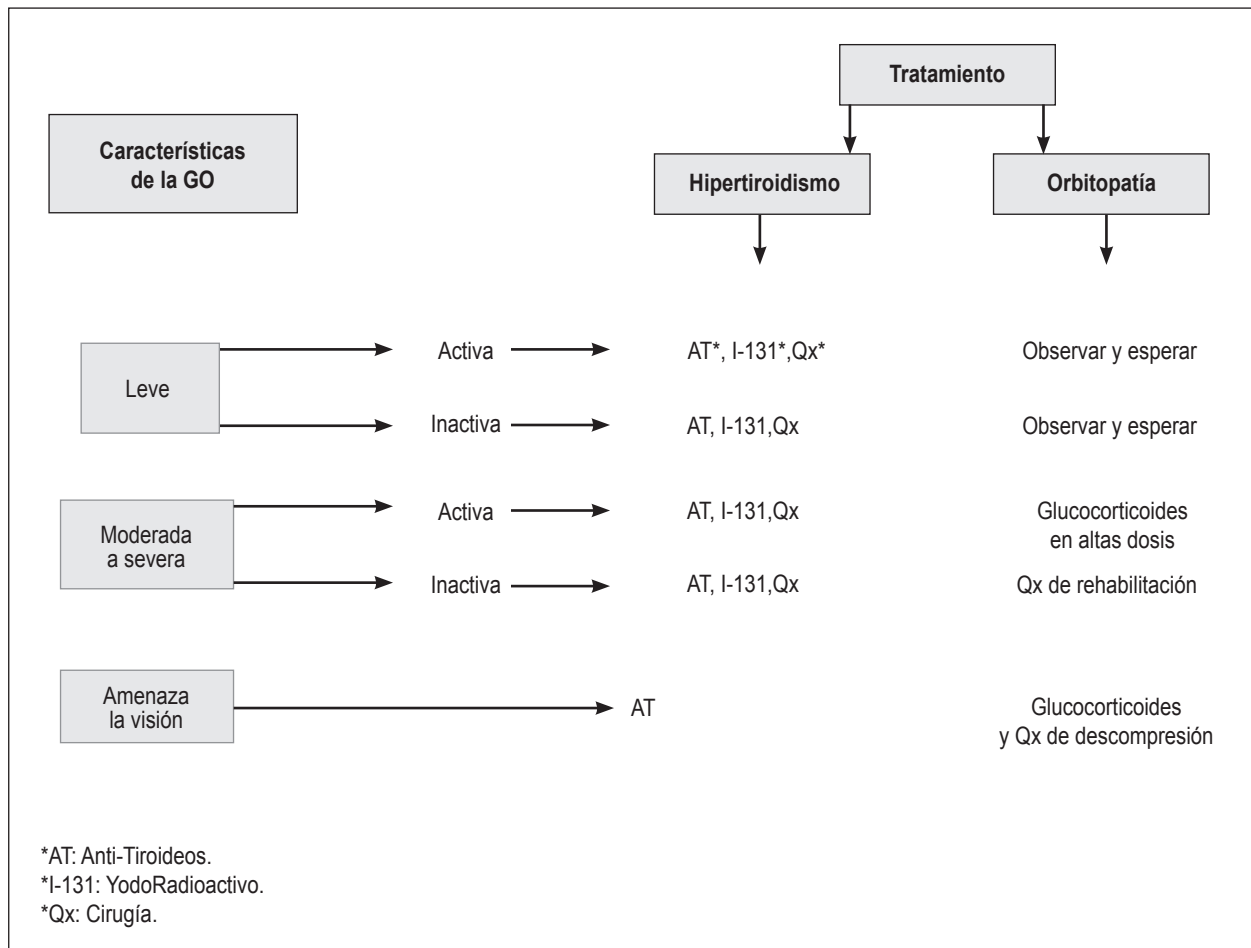 Tratamiento
Característícas
de la GO
Hipertiroidismo
Orbitopatía
Leve
Activa
AT*, I-131*,Qx*
Observar y esperar
Inactiva
AT, I-131,Qx
Observar y esperar
Moderada
a severa
Activa
AT, I-131,Qx
Glucocorticoides
en altas dosis
Inactiva
AT, I-131,Qx
Qx de rehabilitación
Amenaza
la visión
AT
Glucocorticoides
y Qx de descompresión
*AT: Anti-Tiroideos.
*I-131: YodoRadioactivo.
*Qx: Cirugía.